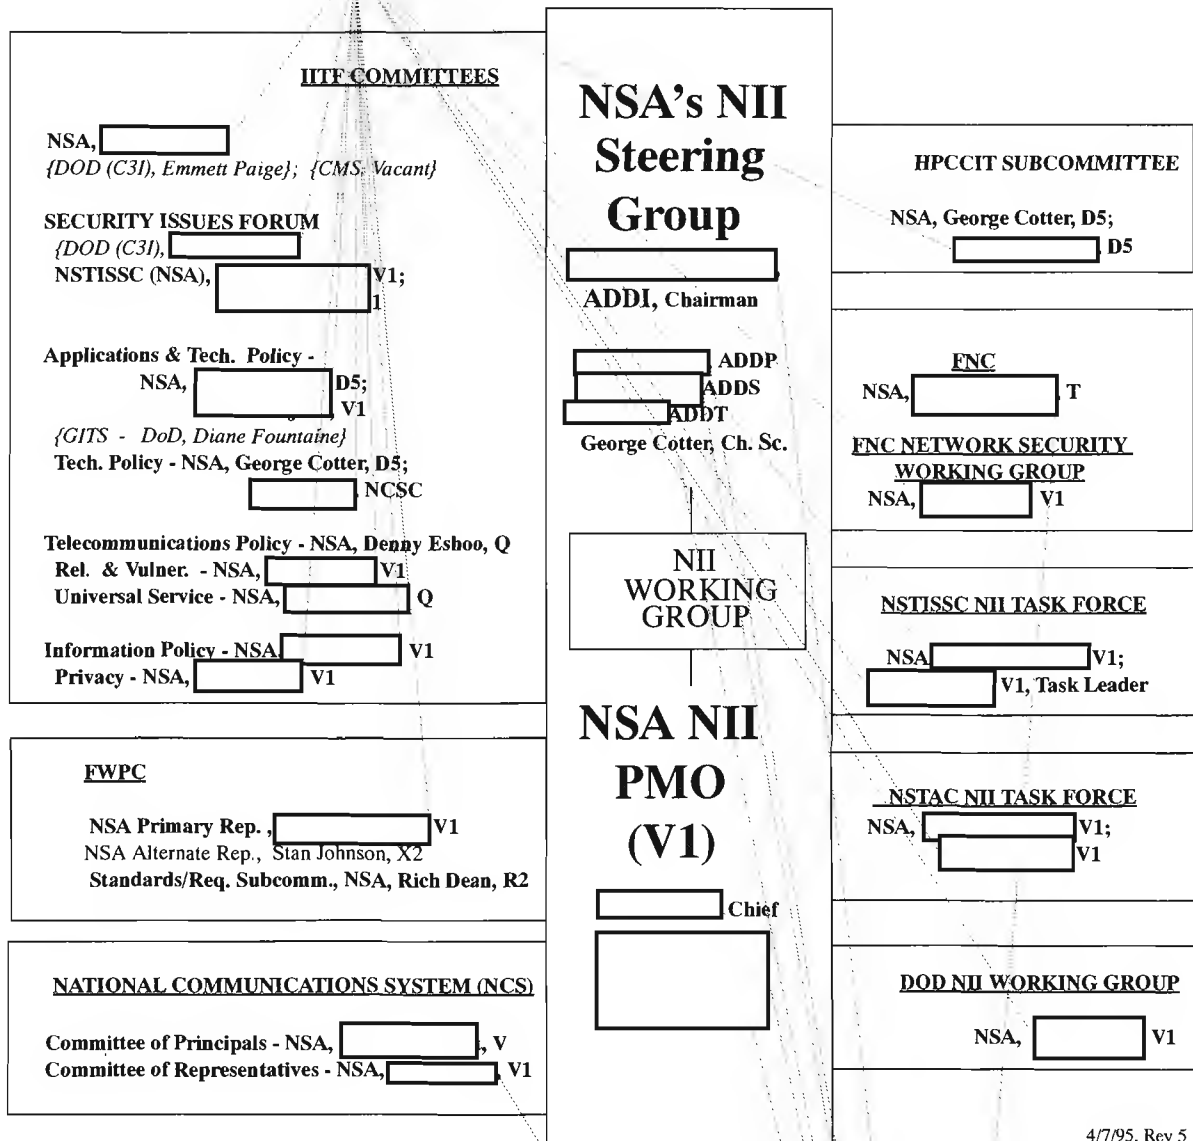 IITF COMMITTEES
NSA,
{DOD (C3I), Emmett Paige}; {CMS, Vacant}
SECURITY ISSUES FORUM
{DOD (C3I),
NSTISSC (NSA), V1;
1
Applications & Tech. Policy -
NSA, D5;
, V1
{GITS - DoD, Diane Fountaine}
Tech. Policy - NSA, George Cotter, D5;
, NCSC
Telecommunications Policy - NSA, Denny Eshoo, Q
Rel. & Vulner. - NSA, V1
Universal Service - NSA, Q
Information Policy - NSA V1
Privacy - NSA, V1
FWPC
NSA Primary Rep. , V1
NSA Alternate Rep., Stan Johnson, X2
Standards/Req. Subcomm., NSA, Rich Dean, R2
NATIONAL COMMUNICATIONS SYSTEM (NCS)
Committee of Principals - NSA, , V
Committee of Representatives - NSA, , V1
NSA's NII
Steering
Group
ADDI, Chairman
, ADDP
ADDS
ADDT
George Cotter, Ch. Sc.
NII
WORKING
GROUP
NSA NII
PMO
(V1)
Chief
HPCCIT SUBCOMMITTEE
NSA, George Cotter, D5;
, D5
FNC
NSA, , T
FNC NETWORK SECURITY
WORKING GROUP
NSA, V1
NSTISSC NII TASK FORCE
NSA V1;
V1, Task Leader
NSTAC NII TASK FORCE
NSA, V1;
V1
DOD NII WORKING GROUP
NSA, V1
4/7/95, Rev 5